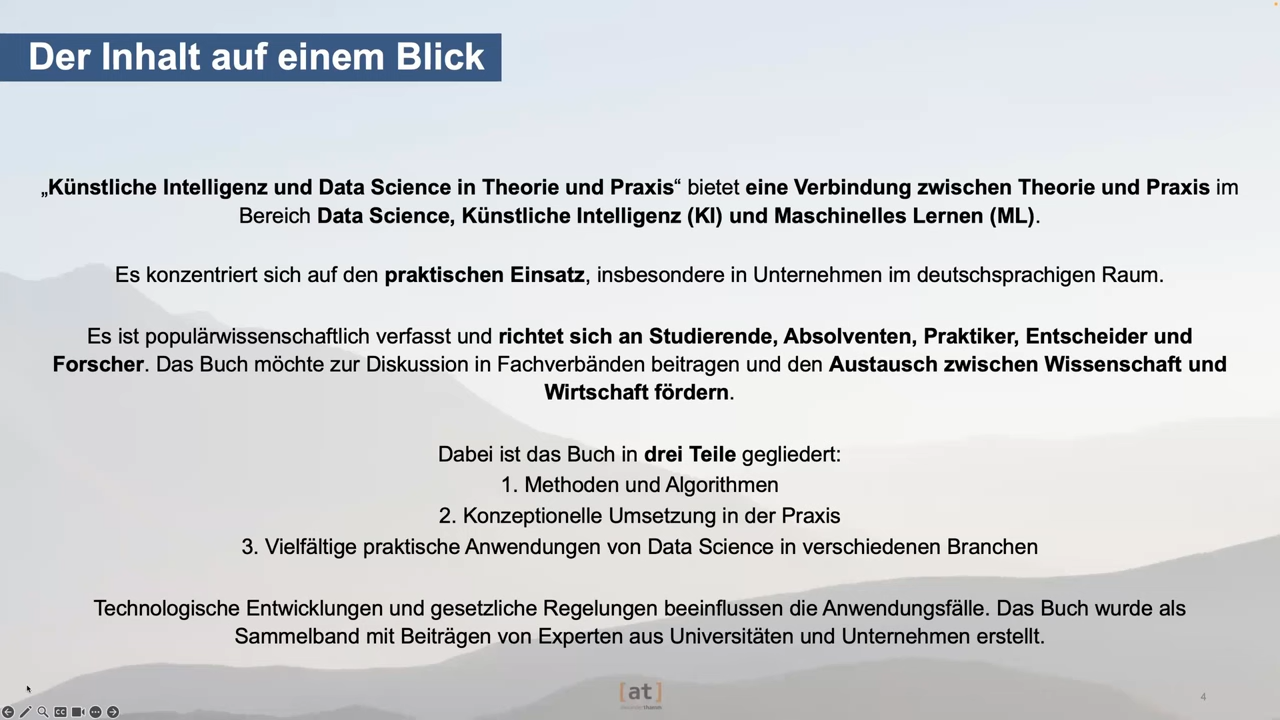 Der Inhalt auf einem Blick
„Künstliche Intelligenz und Data Science in Theorie und Praxis“ bietet eine Verbindung zwischen Theorie und Praxis im
Bereich Data Science, Künstliche Intelligenz (KI) und Maschinelles Lernen (ML).
Es konzentriert sich auf den praktischen Einsatz, insbesondere in Unternehmen im deutschsprachigen Raum.
Es ist populärwissenschaftlich verfasst und richtet sich an Studierende, Absolventen, Praktiker, Entscheider und
Forscher. Das Buch möchte zur Diskussion in Fachverbänden beitragen und den Austausch zwischen Wissenschaft und
Wirtschaft fördern.
Dabei ist das Buch in drei Teile gegliedert:
1. Methoden und Algorithmen
2. Konzeptionelle Umsetzung in der Praxis
3. Vielfältige praktische Anwendungen von Data Science in verschiedenen Branchen
Technologische Entwicklungen und gesetzliche Regelungen beeinflussen die Anwendungsfälle. Das Buch wurde als
Sammelband mit Beiträgen von Experten aus Universitäten und Unternehmen erstellt.
[at]
4